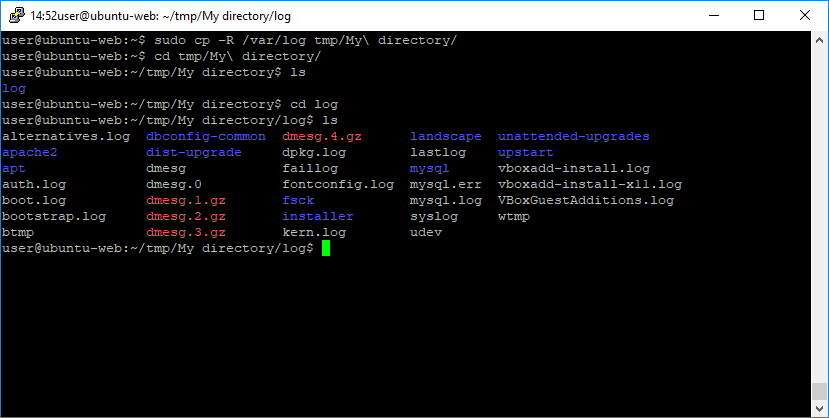 14:52user@ubuntu-web: ~/tmp/My directory/log
user@ubuntu-web:~$ sudo cp -R /var/log tmp/My\ directory/
user@ubuntu-web:~$ cd tmp/My\ directory/
user@ubuntu-web:~/tmp/My directory$ ls
log
user@ubuntu-web:~/tmp/My directory$ cd log
user@ubuntu-web:~/tmp/My directory/log$ ls
alternatives.log  dbconfig-common  dmesg.4.gz      landscape  unattended-upgrades
apache2           dist-upgrade     dpkg.log        lastlog    upstart
apt               dmesg            faillog         mysql      vboxadd-install.log
auth.log          dmesg.0          fontconfig.log  mysql.err  vboxadd-install-x11.log
boot.log          dmesg.1.gz       fsck            mysql.log  VBoxGuestAdditions.log
bootstrap.log     dmesg.2.gz       installer       syslog     wtmp
btmp              dmesg.3.gz       kern.log        udev
user@ubuntu-web:~/tmp/My directory/log$